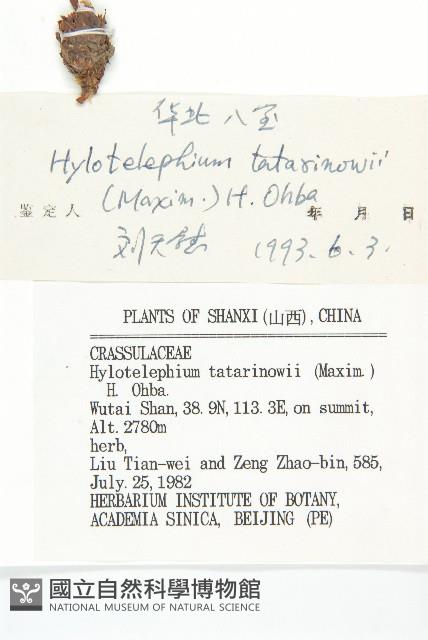 华北八宝
Hylotelephium tatarinowii
(Maxim.) H. Ohba
鉴定人 年 月 日
刘天 1993. 6. 3.
PLANTS OF SHANXI (山西), CHINA
CRASSULACEAE
Hylotelephium tatarinowii (Maxim.)
H. Ohba.
Wutai Shan, 38.9N, 113.3E, on summit,
Alt. 2780m
herb,
Liu Tian-wei and Zeng Zhao-bin, 585,
July. 25, 1982
HERBARIUM INSTITUTE OF BOTANY,
ACADEMIA SINICA, BEIJING (PE)
國立自然科學博物館
NATIONAL MUSEUM OF NATURAL SCIENCE